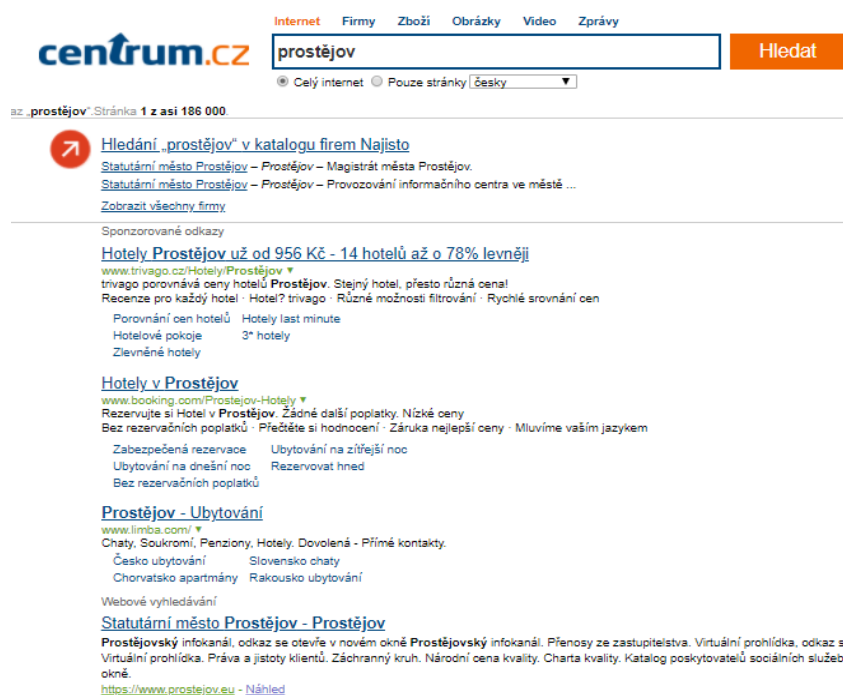 Internet Firmy Zboží Obrázky Video Zprávy
centrum.cz
prostějov
Hledat
Celý internet Pouze stránky česky
az „prostějov“.Stránka 1 z asi 186 000.
Hledání „prostějov“ v katalogu firem Najisto
Statutární město Prostějov – Prostějov – Magistrát města Prostějov.
Statutární město Prostějov – Prostějov – Provozování informačního centra ve městě ...
Zobrazit všechny firmy
Sponzorované odkazy
Hotely Prostějov už od 956 Kč - 14 hotelů až o 78% levněji
www.trivago.cz/Hotely/Prostějov ▼
trivago porovnává ceny hotelů Prostějov. Stejný hotel, přesto různá cena!
Recenze pro každý hotel · Hotel? trivago · Různé možnosti filtrování · Rychlé srovnání cen
Porovnání cen hotelů Hotely last minute
Hotelové pokoje 3* hotely
Zlevněné hotely
Hotely v Prostějov
www.booking.com/Prostejov-Hotely ▼
Rezervujte si Hotel v Prostějov. Žádné další poplatky. Nízké ceny
Bez rezervačních poplatků · Přečtěte si hodnocení · Záruka nejlepší ceny · Mluvíme vaším jazykem
Zabezpečená rezervace Ubytování na zítřejší noc
Ubytování na dnešní noc Rezervovat hned
Bez rezervačních poplatků
Prostějov - Ubytování
www.limba.com/ ▼
Chaty, Soukromí, Penziony, Hotely. Dovolená - Přímé kontakty.
Česko ubytování Slovensko chaty
Chorvatsko apartmány Rakousko ubytování
Webové vyhledávání
Statutární město Prostějov - Prostějov
Prostějovský infokanál, odkaz se otevře v novém okně Prostějovský infokanál. Přenosy ze zastupitelstva. Virtuální prohlídka, odkaz s
Virtuální prohlídka. Práva a jistoty klientů. Záchranný kruh. Národní cena kvality. Charta kvality. Katalog poskytovatelů sociálních služeb
okně.
https://www.prostejov.eu - Náhled